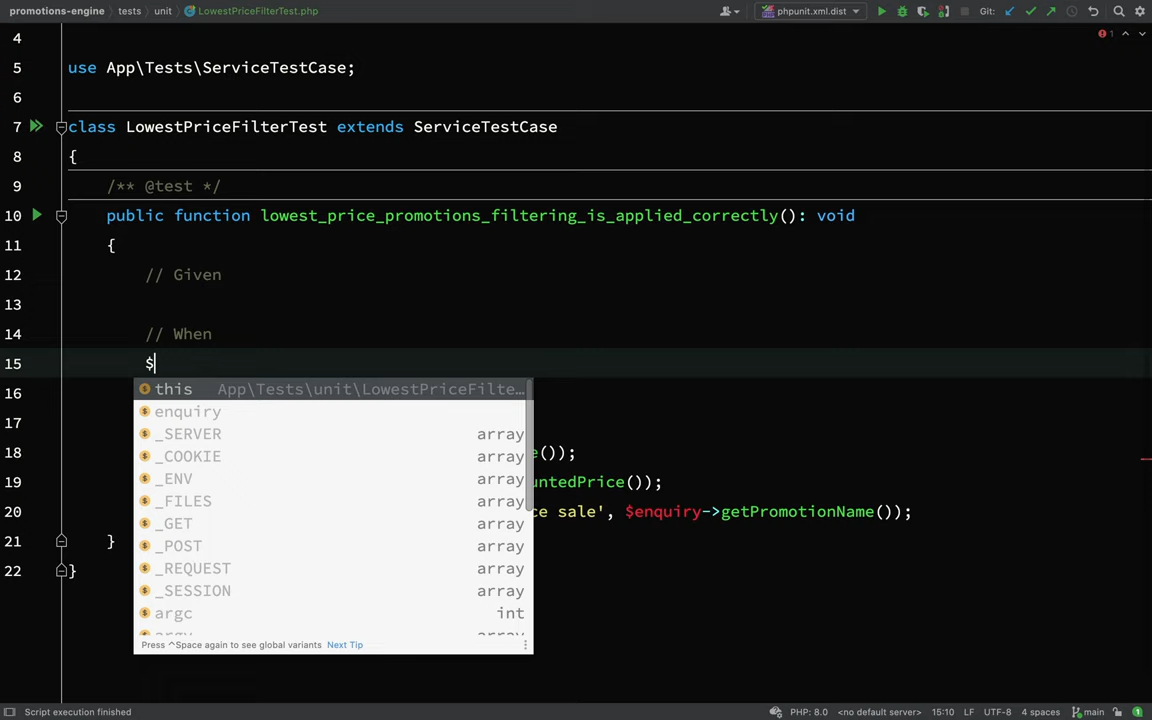 promotions-engine tests unit LowestPriceFilterTest.php phpunit.xml.dist Git:
4
1
5 use App\Tests\ServiceTestCase;
6
7 class LowestPriceFilterTest extends ServiceTestCase
8 {
9 /** @test */
10 public function lowest_price_promotions_filtering_is_applied_correctly(): void
11 {
12 // Given
13
14 // When
15 $
this App\Tests\unit\LowestPriceFilte…
16
enquiry
17
_SERVER array
18 e());
_COOKIE array
19 untedPrice());
_ENV array
_FILES array
20 ce sale', $enquiry->getPromotionName());
_GET array
21 }
_POST array
22 }
_REQUEST array
_SESSION array
argc int
argv array
Press ^Space again to see global variants Next Tip
Script execution finished PHP: 8.0 <no default server> 15:10 LF UTF-8 4 spaces main 1